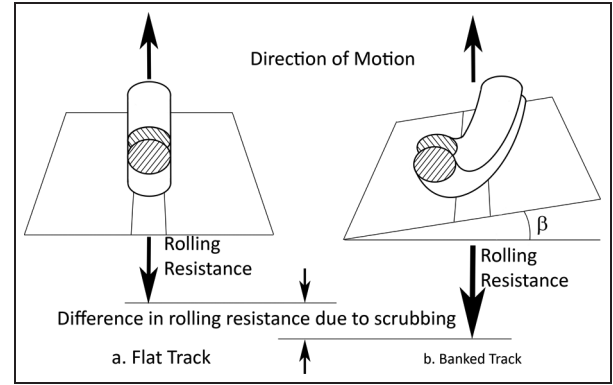 Direction of Motion
β
Rolling
Resistance
Rolling
Resistance
Difference in rolling resistance due to scrubbing
a. Flat Track
b. Banked Track